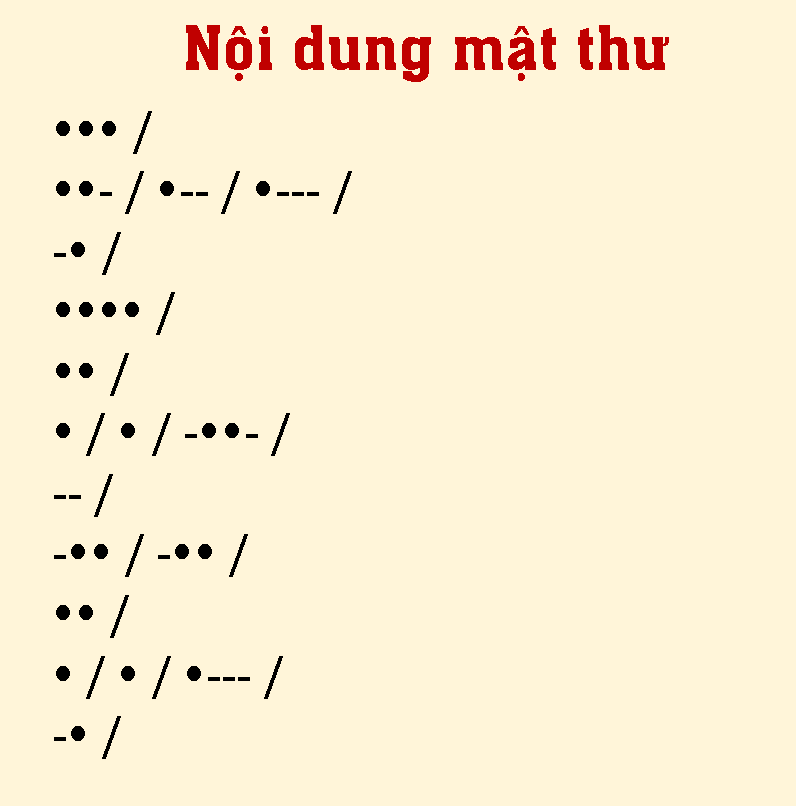 Nội dung mật thư
••• /
••- / •-- / •--- /
-• /
•••• /
•• /
• / • / -••- /
-- /
-•• / -•• /
•• /
• / • / •--- /
-• /